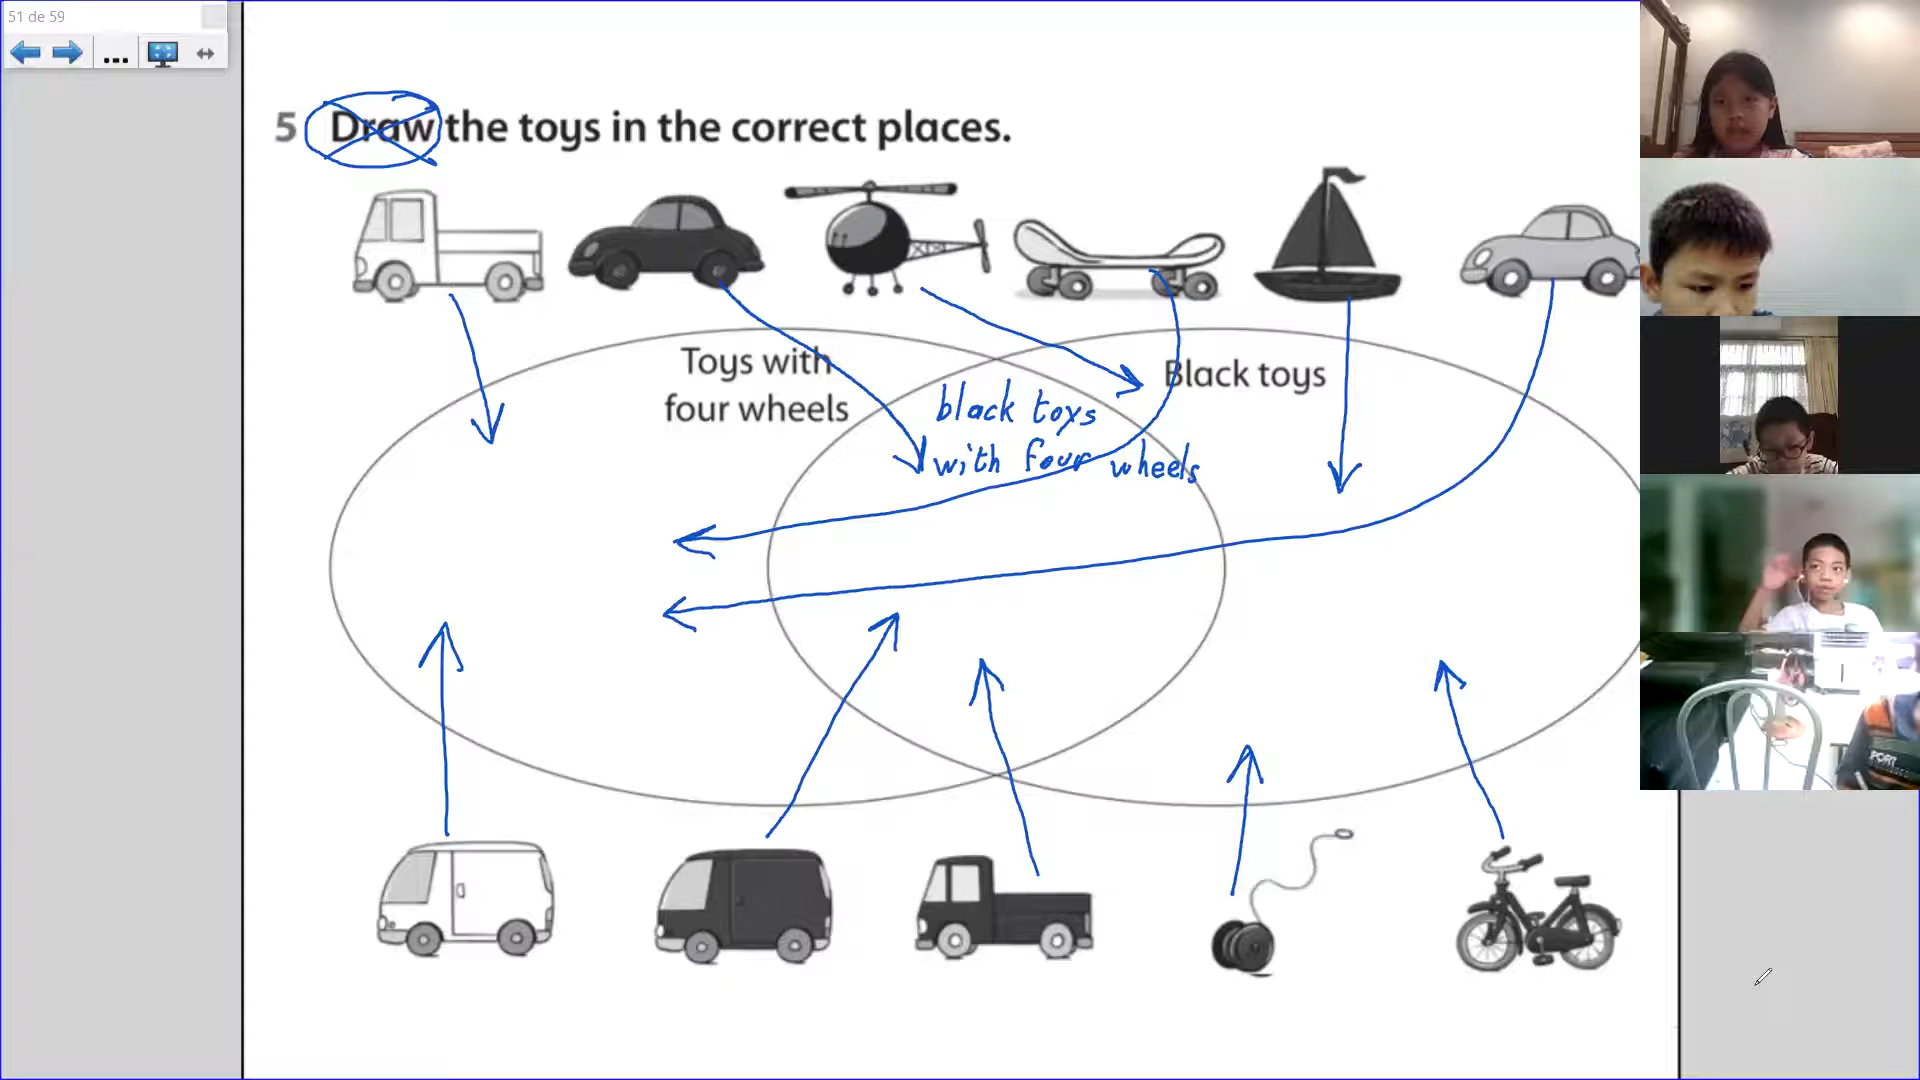 51 de 59
5 Draw the toys in the correct places.
Toys with
four wheels
Black toys
black toys
with four wheels
PORT